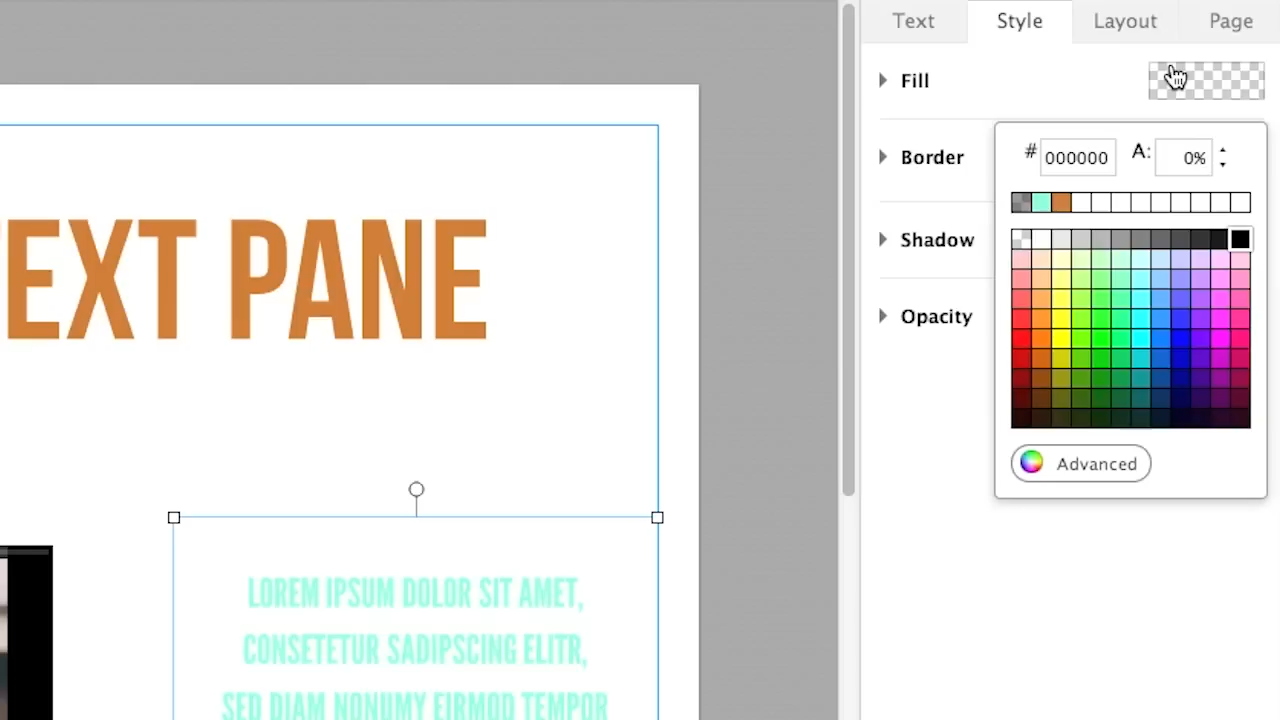 Text Style Layout Page
Fill
# 000000 A: 0%
Border
Shadow
Opacity
Advanced
EXT PANE
LOREM IPSUM DOLOR SIT AMET,
CONSETETUR SADIPSCING ELITR,
SED DIAM NONUMY EIRMOD TEMPOR